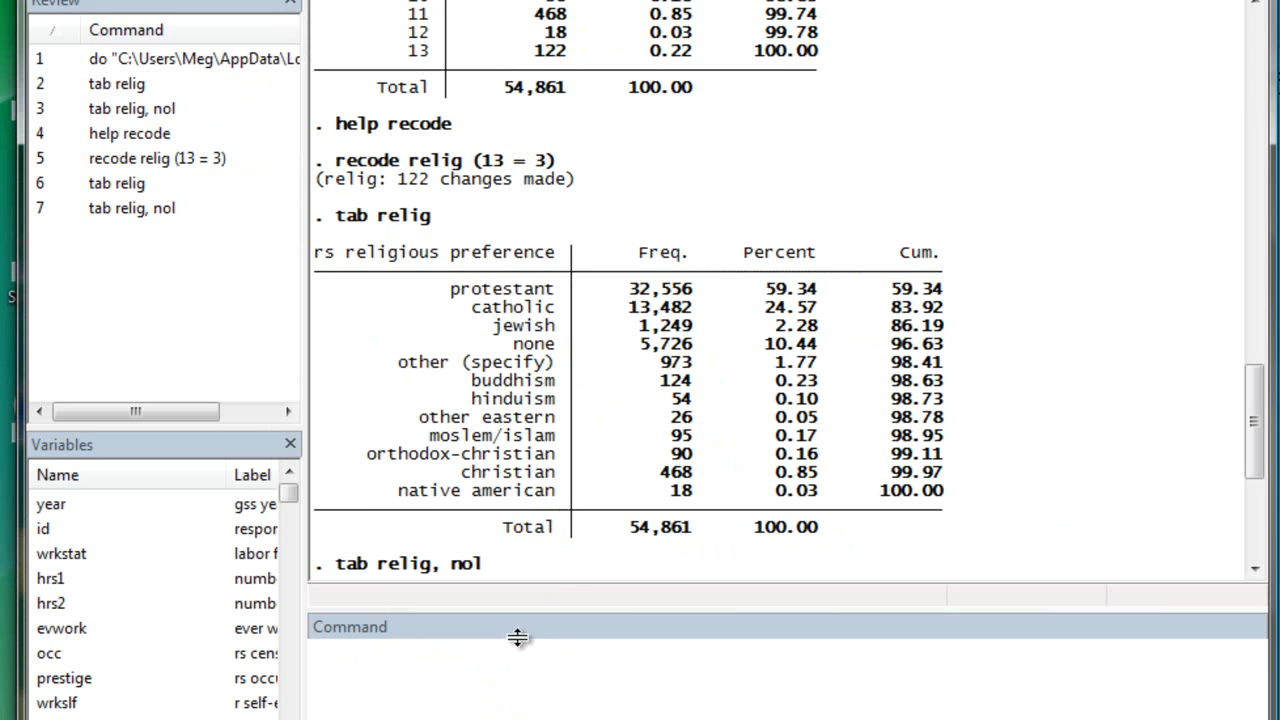 Review
Command
1 do "C:\Users\Meg\AppData\Lc
2 tab relig
3 tab relig, nol
4 help recode
5 recode relig (13 = 3)
6 tab relig
7 tab relig, nol
Variables
Name Label
year gss ye
id respor
wrkstat labor f
hrs1 numb
hrs2 numb
evwork ever w
occ rs cens
prestige rs occu
wrkslf r self-e
11 468 0.85 99.74
12 18 0.03 99.78
13 122 0.22 100.00
Total 54,861 100.00
. help recode
. recode relig (13 = 3)
(relig: 122 changes made)
. tab relig
rs religious preference Freq. Percent Cum.
protestant 32,556 59.34 59.34
catholic 13,482 24.57 83.92
jewish 1,249 2.28 86.19
none 5,726 10.44 96.63
other (specify) 973 1.77 98.41
buddhism 124 0.23 98.63
hinduism 54 0.10 98.73
other eastern 26 0.05 98.78
moslem/islam 95 0.17 98.95
orthodox-christian 90 0.16 99.11
christian 468 0.85 99.97
native american 18 0.03 100.00
Total 54,861 100.00
. tab relig, nol
Command